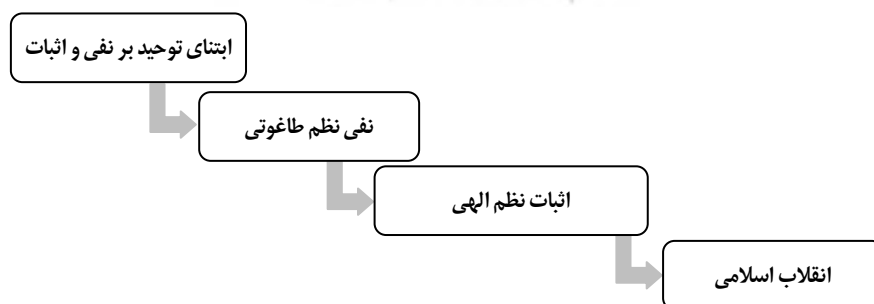 ابتنای توحید بر نفی و اثبات
نفی نظم طاغوتی
اثبات نظم الهی
انقلاب اسلامی